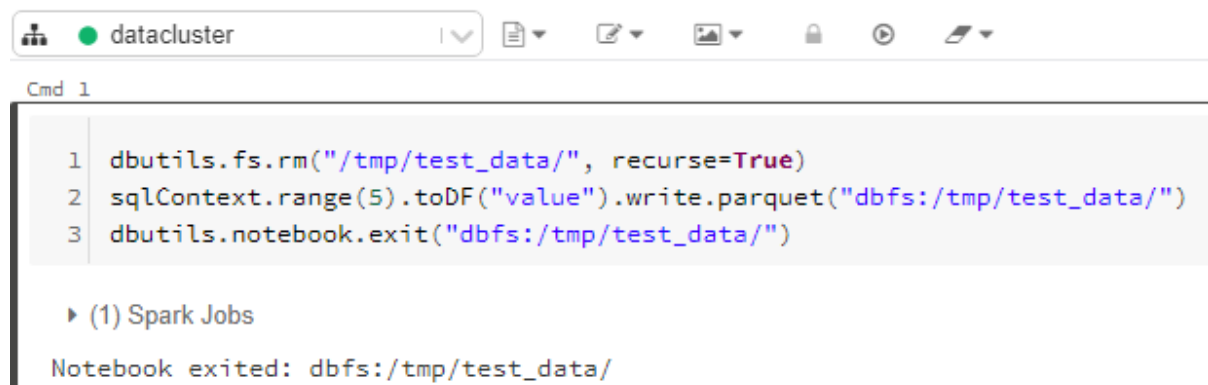 datacluster
Cmd 1
1 dbutils.fs.rm("/tmp/test_data/", recurse=True)
2 sqlContext.range(5).toDF("value").write.parquet("dbfs:/tmp/test_data/")
3 dbutils.notebook.exit("dbfs:/tmp/test_data/")
(1) Spark Jobs
Notebook exited: dbfs:/tmp/test_data/